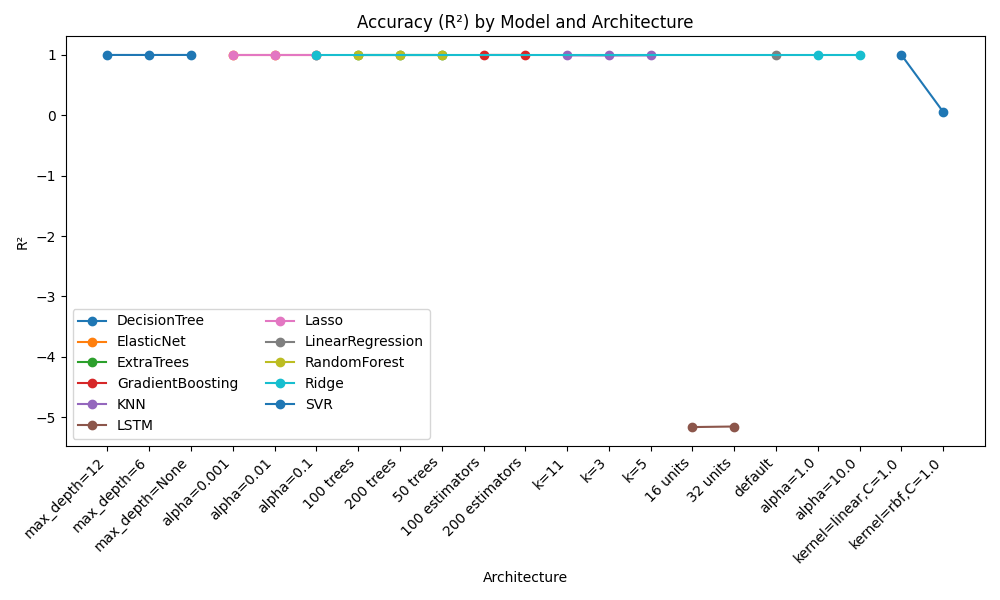 Accuracy (R²) by Model and Architecture
R²
1
0
−1
−2
−3
−4
−5
DecisionTree
ElasticNet
ExtraTrees
GradientBoosting
KNN
LSTM
Lasso
LinearRegression
RandomForest
Ridge
SVR
max_depth=12
max_depth=6
max_depth=None
alpha=0.001
alpha=0.01
alpha=0.1
100 trees
200 trees
50 trees
100 estimators
200 estimators
k=11
k=3
k=5
16 units
32 units
default
alpha=1.0
alpha=10.0
kernel=linear,C=1.0
kernel=rbf,C=1.0
Architecture